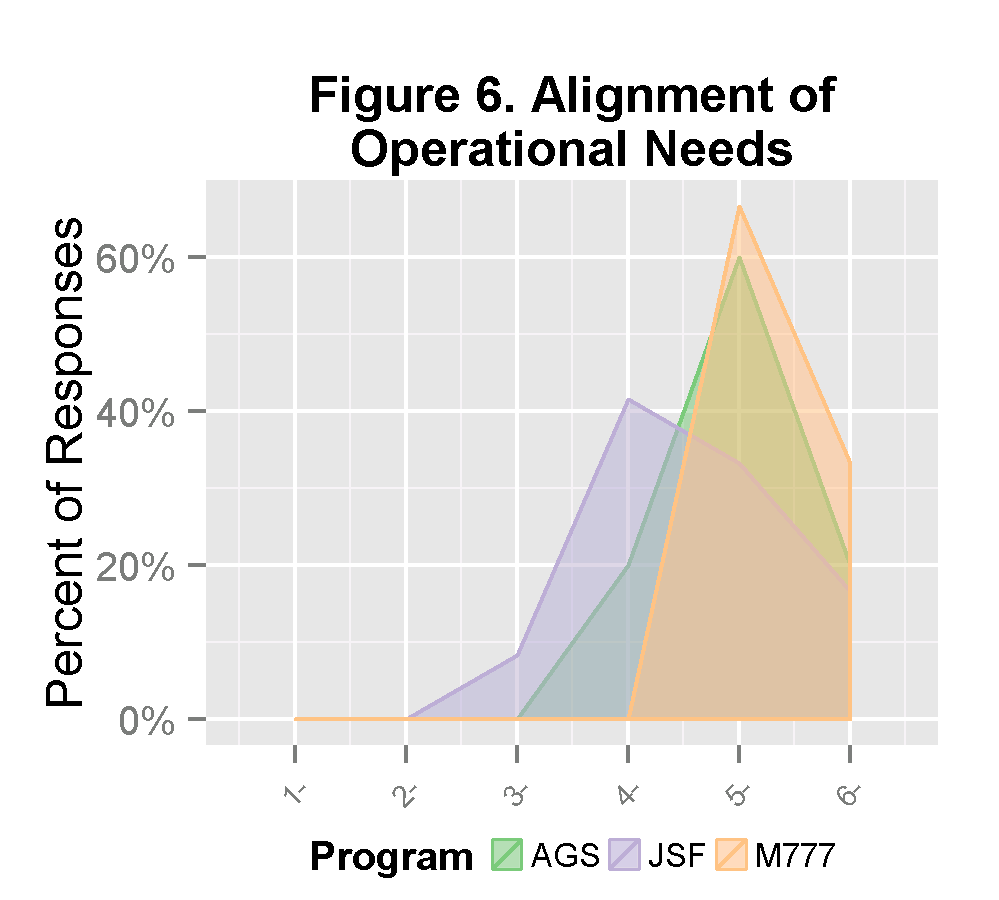 Figure 6. Alignment of
Operational Needs
Percent of Responses
60%
40%
20%
0%
1-
2-
3-
4-
5-
6-
Program AGS JSF M777